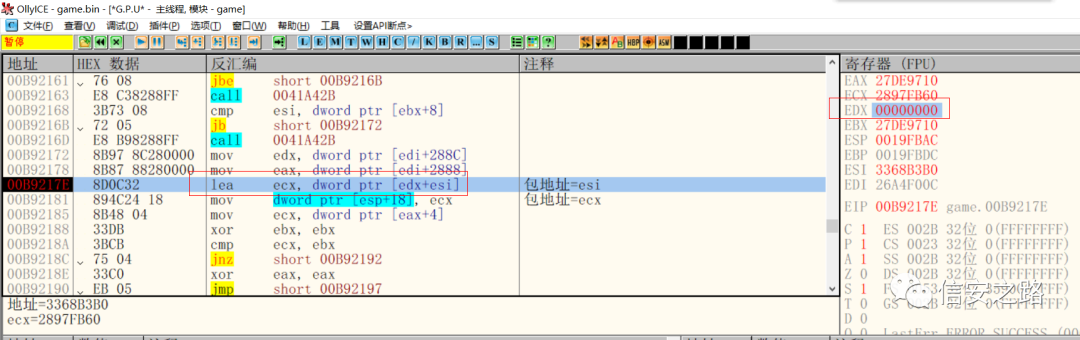 OllyICE - game.bin - [*G.P.U* - 主线程, 模块 - game]
C 文件(F) 查看(V) 调试(D) 插件(P) 选项(T) 窗口(W) 帮助(H) 工具 设置API断点>
暂停 L E M T W H C / K B R ... S
地址 HEX 数据 反汇编 注释
00B92161 76 08 jbe short 00B9216B
00B92163 E8 C38288FF call 0041A42B
00B92168 3B73 08 cmp esi, dword ptr [ebx+8]
00B9216B 72 05 jb short 00B92172
00B9216D E8 B98288FF call 0041A42B
00B92172 8B97 8C280000 mov edx, dword ptr [edi+288C]
00B92178 8B87 88280000 mov eax, dword ptr [edi+2888]
00B9217E 8D0C32 lea ecx, dword ptr [edx+esi] 包地址=esi
00B92181 894C24 18 mov dword ptr [esp+18], ecx 包地址=ecx
00B92185 8B48 04 mov ecx, dword ptr [eax+4]
00B92188 33DB xor ebx, ebx
00B9218A 3BCB cmp ecx, ebx
00B9218C 75 04 jnz short 00B92192
00B9218E 33C0 xor eax, eax
00B92190 EB 05 jmp short 00B92197
地址=3368B3B0
ecx=2897FB60
寄存器 (FPU)
EAX 27DE9710
ECX 2897FB60
EDX 00000000
EBX 27DE9710
ESP 0019FBAC
EBP 0019FBDC
ESI 3368B3B0
EDI 26A4F00C
EIP 00B9217E game.00B9217E
C 1 ES 002B 32位 0(FFFFFFFF)
P 1 CS 0023 32位 0(FFFFFFFF)
A 1 SS 002B 32位 0(FFFFFFFF)
Z 0 DS 002B 32位 0(FFFFFFFF)
S 1
T 0 GS 002B 32位 0(FFFFFFFF)
D 0
信安之路